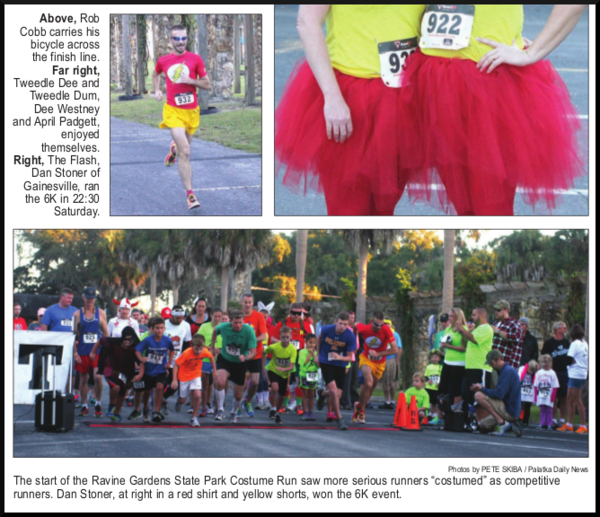 Above, Rob
Cobb carries his
bicycle across
the finish line.
Far right,
Tweedle Dee and
Tweedle Dum,
Dee Westney
and April Padgett,
enjoyed
themselves.
Right, The Flash,
Dan Stoner of
Gainesville, ran
the 6K in 22:30
Saturday.
932
922
93
Photos by PETE SKIBA / Palatka Daily News
The start of the Ravine Gardens State Park Costume Run saw more serious runners “costumed” as competitive
runners. Dan Stoner, at right in a red shirt and yellow shorts, won the 6K event.